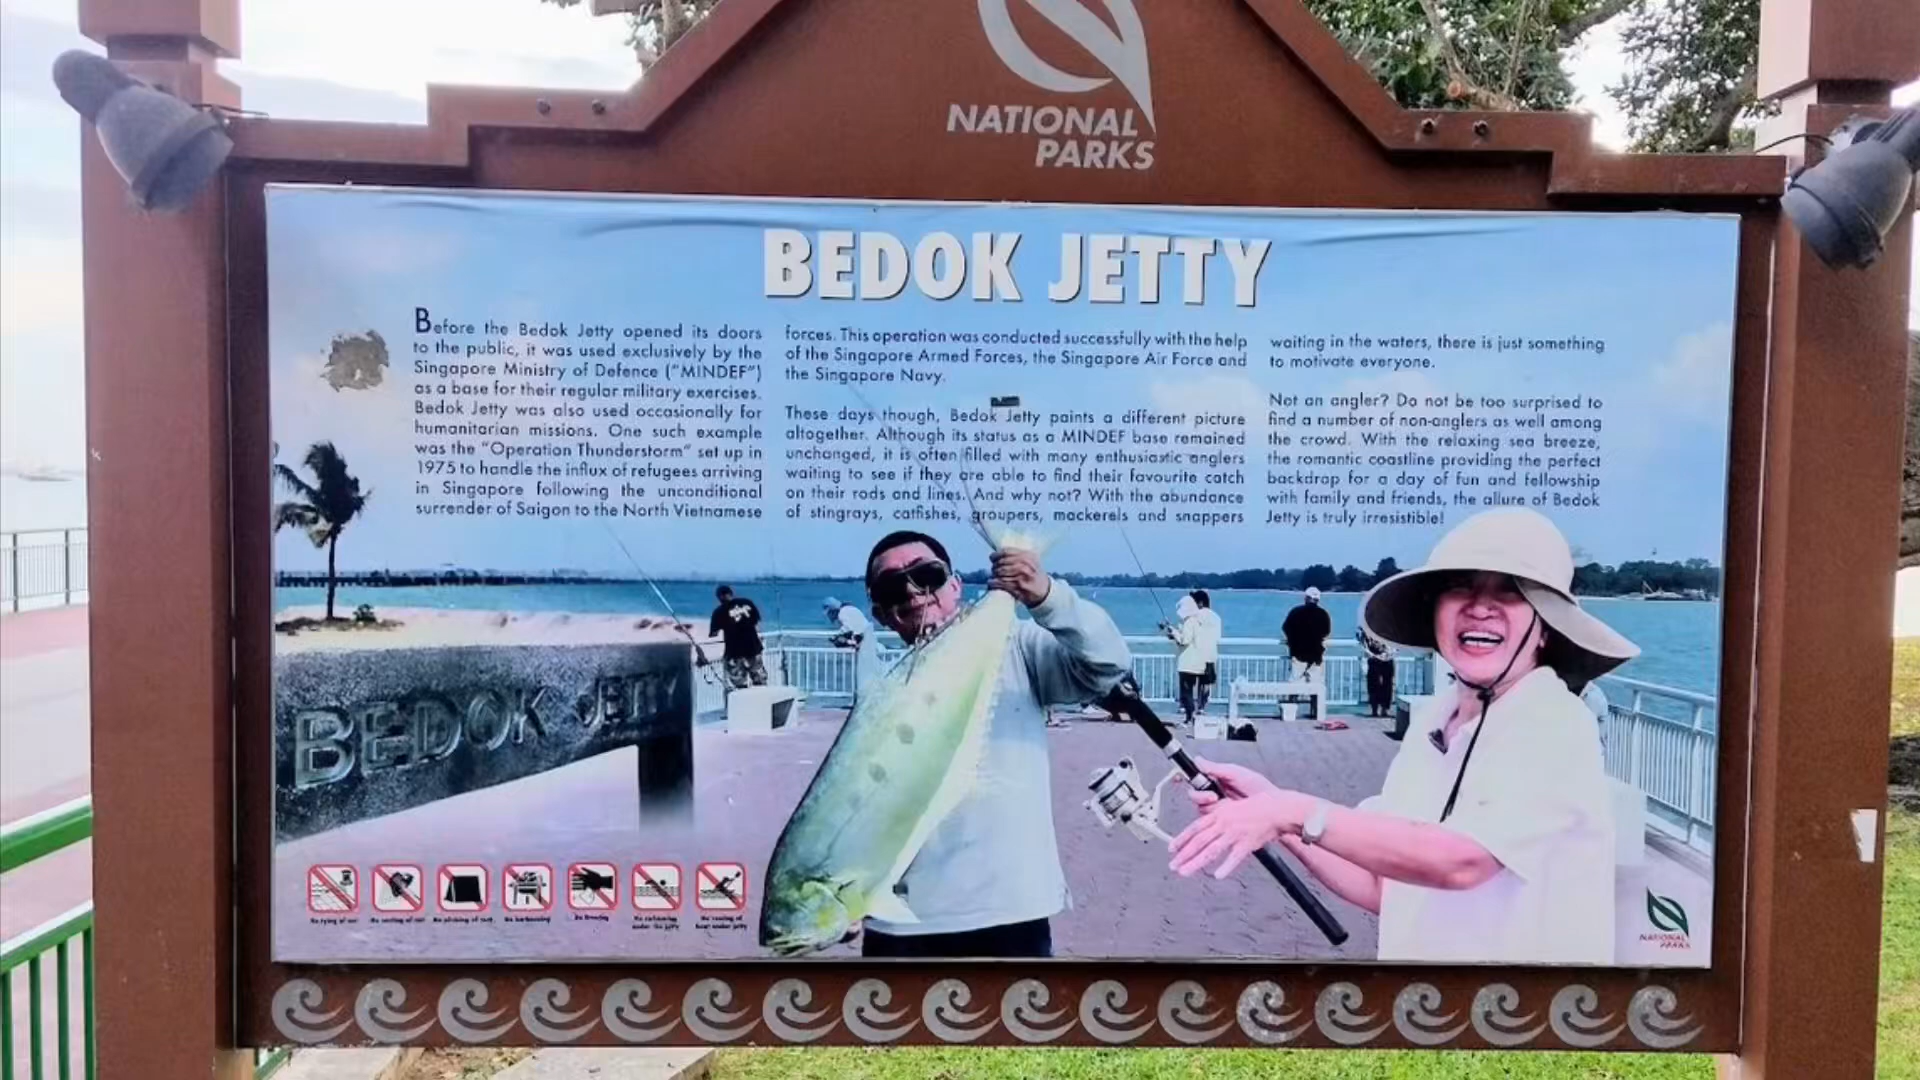 NATIONAL
PARKS
BEDOK JETTY
Before the Bedok Jetty opened its doors
to the public, it was used exclusively by the
Singapore Ministry of Defence ("MINDEF")
as a base for their regular military exercises.
Bedok Jetty was also used occasionally for
humanitarian missions. One such example
was the "Operation Thunderstorm" set up in
1975 to handle the influx of refugees arriving
in Singapore following the unconditional
surrender of Saigon to the North Vietnamese
forces. This operation was conducted successfully with the help
of the Singapore Armed Forces, the Singapore Air Force and
the Singapore Navy.
These days though, Bedok Jetty paints a different picture
altogether. Although its status as a MINDEF base remained
unchanged, it is often filled with many enthusiastic anglers
waiting to see if they are able to find their favourite catch
on their rods and lines. And why not? With the abundance
of stingrays, catfishes, groupers, mackerels and snappers
waiting in the waters, there is just something
to motivate everyone.
Not an angler? Do not be too surprised to
find a number of non-anglers as well among
the crowd. With the relaxing sea breeze,
the romantic coastline providing the perfect
backdrop for a day of fun and fellowship
with family and friends, the allure of Bedok
Jetty is truly irresistible!
BEDOK JETTY
No barbecuing
NATIONAL
PARKS